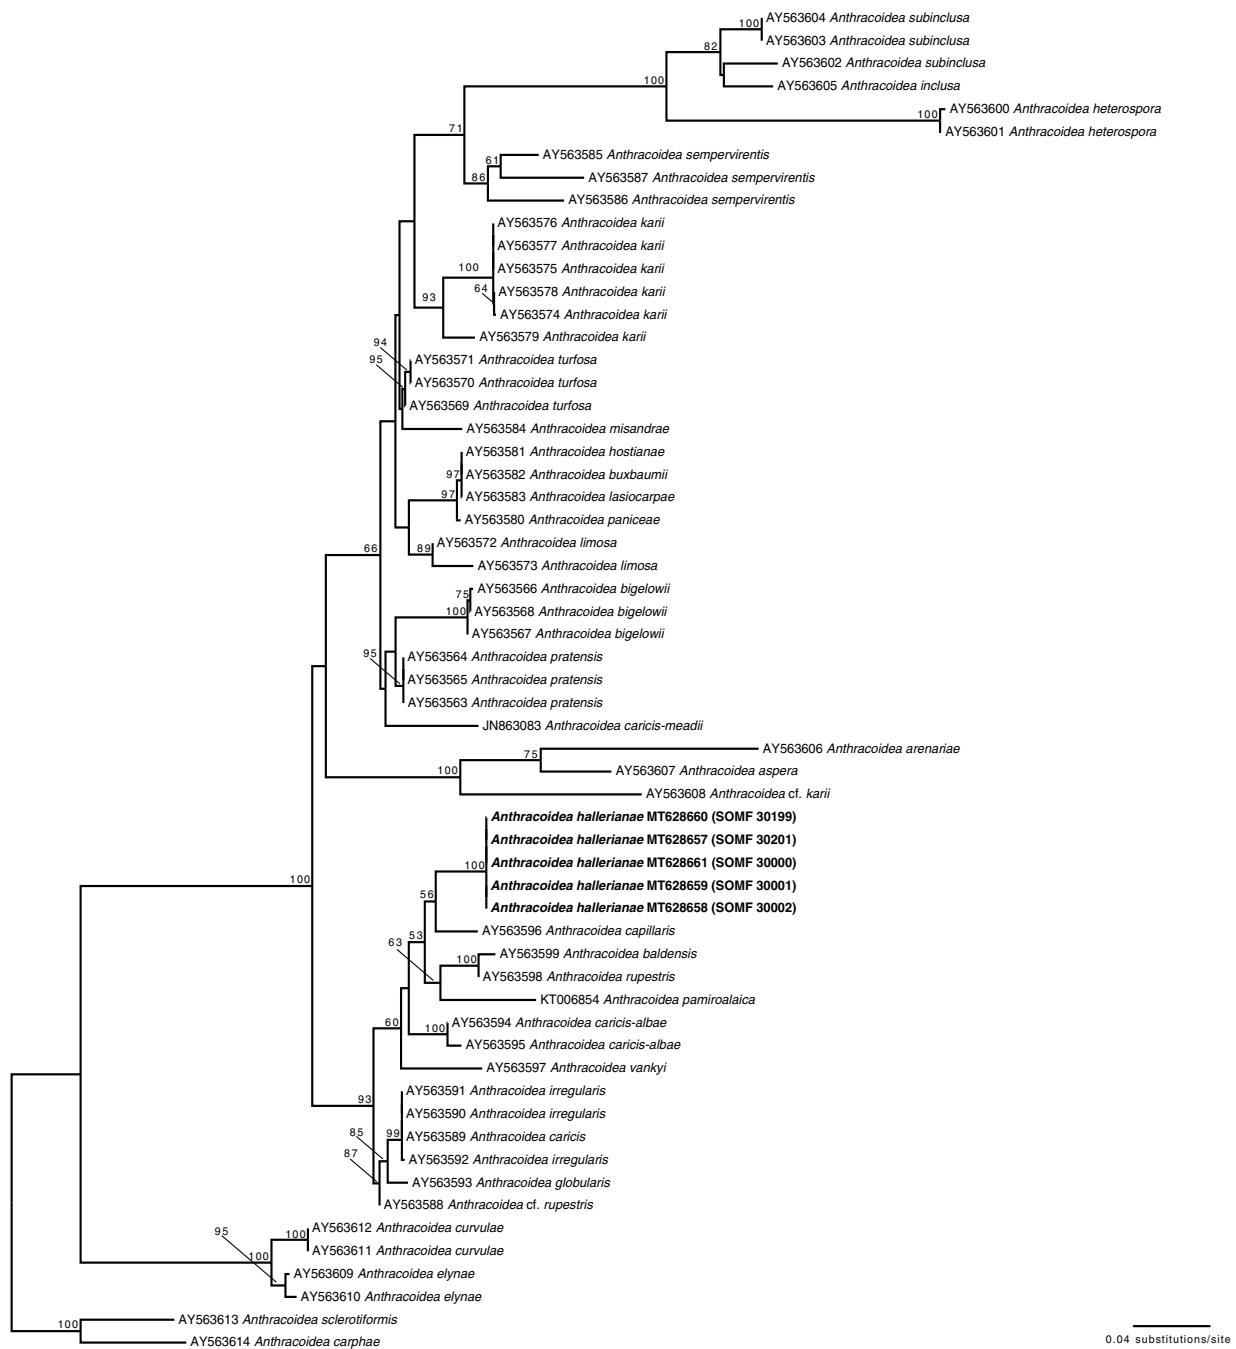 AY563604 Anthracoidea subinclusa
100
AY563603 Anthracoidea subinclusa
82
AY563602 Anthracoidea subinclusa
100
AY563605 Anthracoidea inclusa
AY563600 Anthracoidea heterospora
100
AY563601 Anthracoidea heterospora
71
AY563585 Anthracoidea sempervirentis
61
AY563587 Anthracoidea sempervirentis
86
AY563586 Anthracoidea sempervirentis
AY563576 Anthracoidea karii
AY563577 Anthracoidea karii
100
AY563575 Anthracoidea karii
64
AY563578 Anthracoidea karii
93
AY563574 Anthracoidea karii
AY563579 Anthracoidea karii
94
AY563571 Anthracoidea turfosa
95
AY563570 Anthracoidea turfosa
AY563569 Anthracoidea turfosa
AY563584 Anthracoidea misandrae
AY563581 Anthracoidea hostianae
97
AY563582 Anthracoidea buxbaumii
97
AY563583 Anthracoidea lasiocarpae
AY563580 Anthracoidea paniceae
AY563572 Anthracoidea limosa
66
89
AY563573 Anthracoidea limosa
AY563566 Anthracoidea bigelowii
75
100
AY563568 Anthracoidea bigelowii
AY563567 Anthracoidea bigelowii
95
AY563564 Anthracoidea pratensis
AY563565 Anthracoidea pratensis
AY563563 Anthracoidea pratensis
JN863083 Anthracoidea caricis-meadii
AY563606 Anthracoidea arenariae
75
100
AY563607 Anthracoidea aspera
AY563608 Anthracoidea cf. karii
Anthracoidea hallerianae MT628660 (SOMF 30199)
Anthracoidea hallerianae MT628657 (SOMF 30201)
100
Anthracoidea hallerianae MT628661 (SOMF 30000)
100
Anthracoidea hallerianae MT628659 (SOMF 30001)
56
Anthracoidea hallerianae MT628658 (SOMF 30002)
AY563596 Anthracoidea capillaris
53
63
AY563599 Anthracoidea baldensis
100
AY563598 Anthracoidea rupestris
KT006854 Anthracoidea pamiroalaica
60
AY563594 Anthracoidea caricis-albae
100
AY563595 Anthracoidea caricis-albae
AY563597 Anthracoidea vankyi
93
AY563591 Anthracoidea irregularis
AY563590 Anthracoidea irregularis
85
99
AY563589 Anthracoidea caricis
87
AY563592 Anthracoidea irregularis
AY563593 Anthracoidea globularis
AY563588 Anthracoidea cf. rupestris
95
100
AY563612 Anthracoidea curvulae
100
AY563611 Anthracoidea curvulae
AY563609 Anthracoidea elynae
AY563610 Anthracoidea elynae
AY563613 Anthracoidea sclerotiformis
100
AY563614 Anthracoidea carphae
0.04 substitutions/site